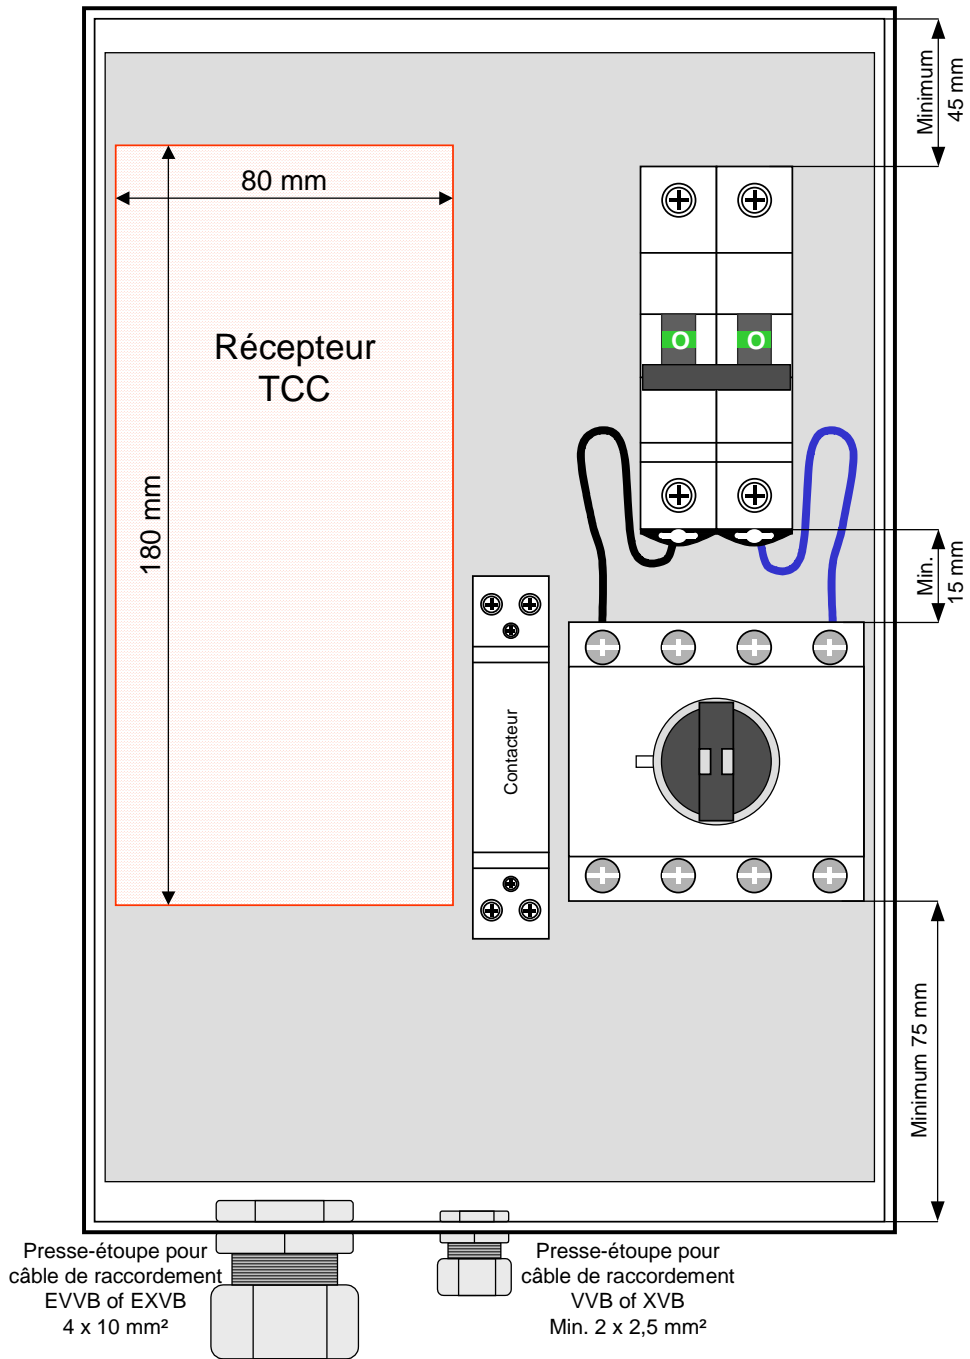 Minimum
45 mm
80 mm
Récepteur
TCC
180 mm
O O
Min.
15 mm
Contacteur
Minimum 75 mm
Presse-étoupe pour
câble de raccordement
EVVB of EXVB
4 x 10 mm²
Presse-étoupe pour
câble de raccordement
VVB of XVB
Min. 2 x 2,5 mm²